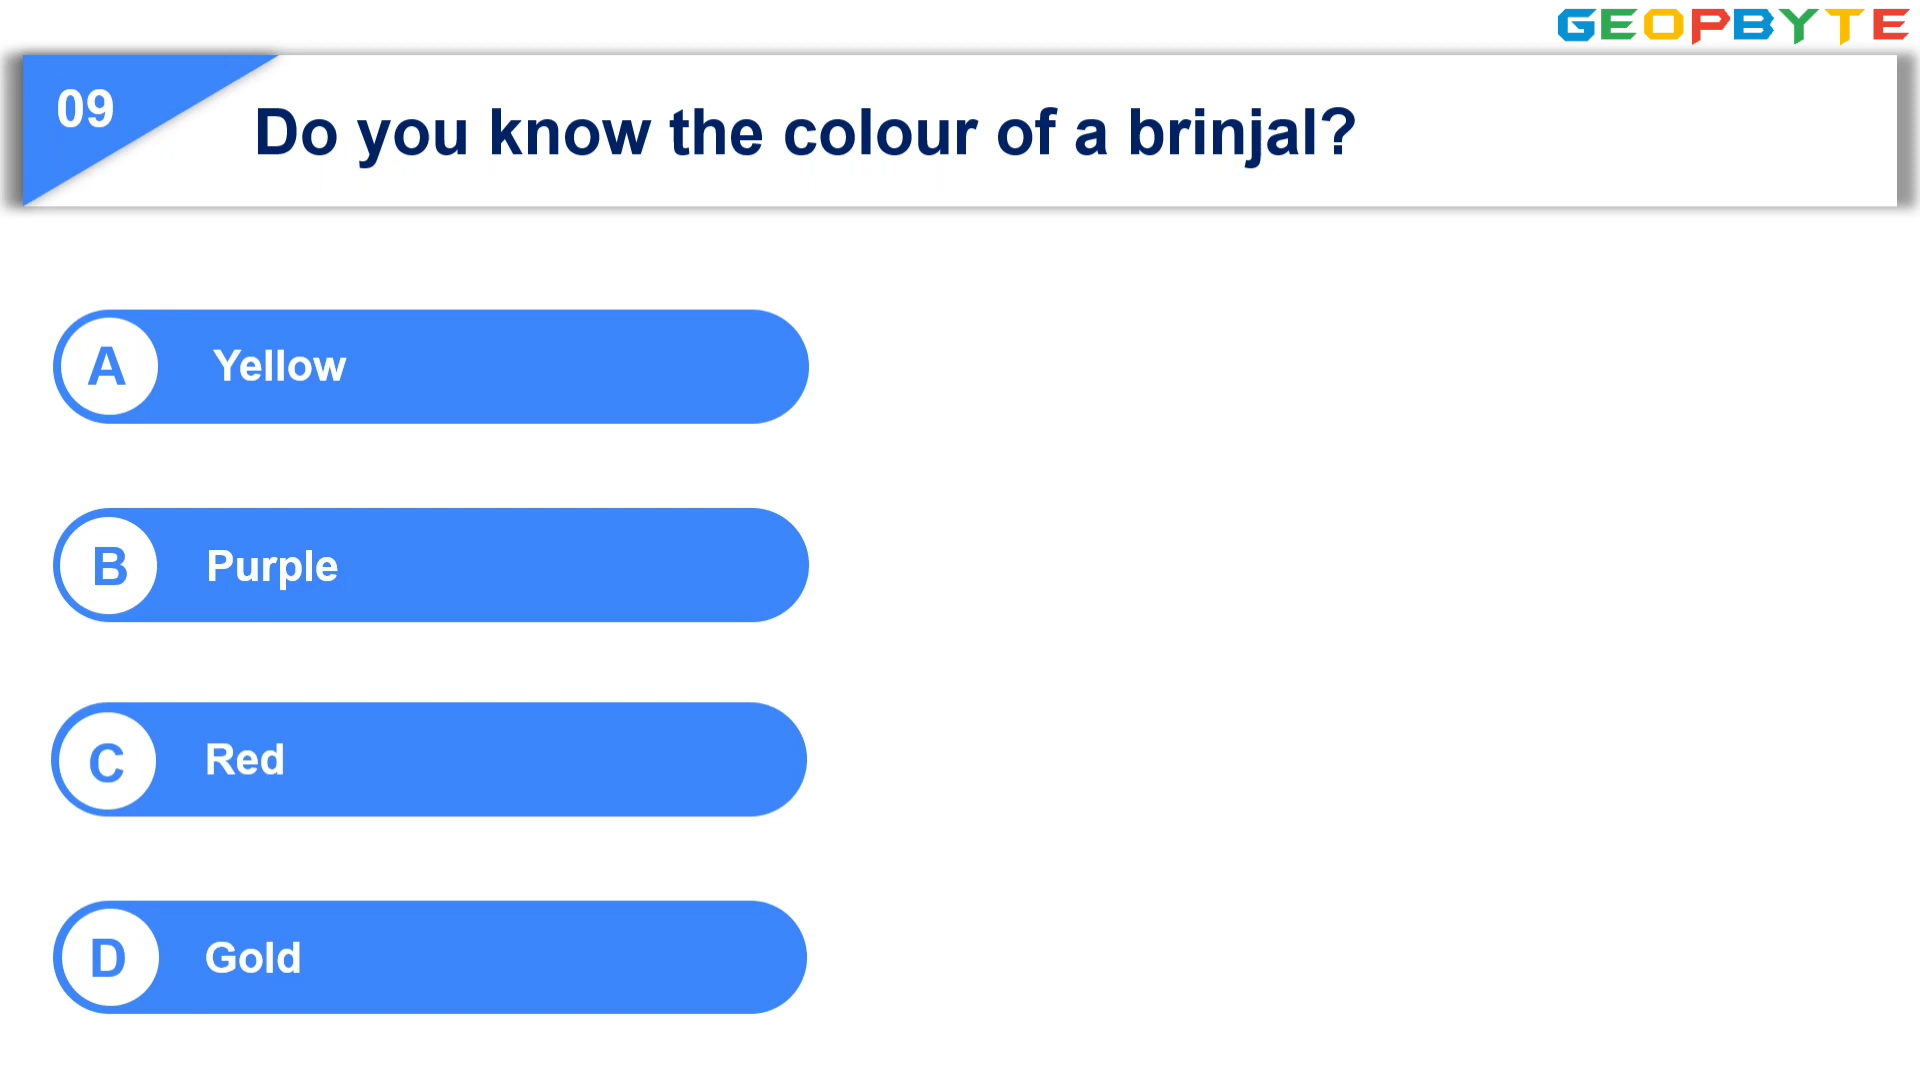 GEOPBYTE
09
Do you know the colour of a brinjal?
A Yellow
B Purple
C Red
D Gold